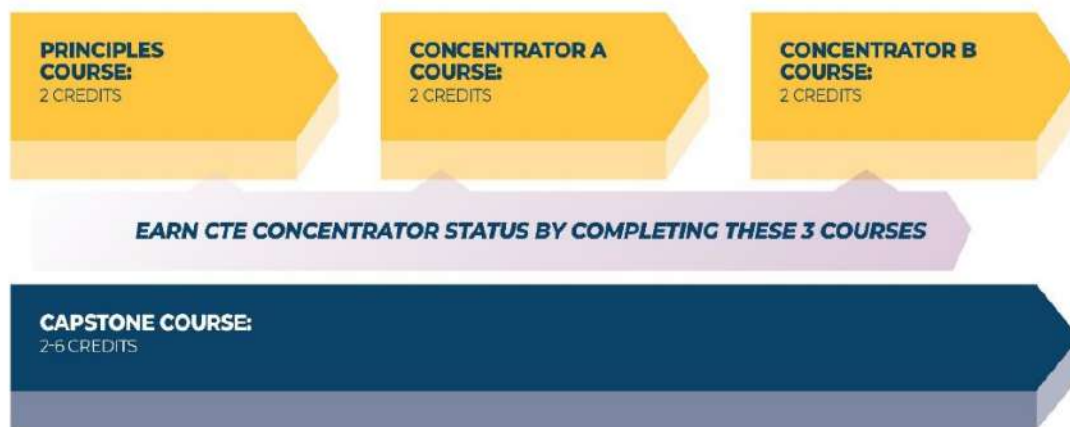 PRINCIPLES
COURSE:
2 CREDITS
CONCENTRATOR A
COURSE:
2 CREDITS
CONCENTRATOR B
COURSE:
2 CREDITS
EARN CTE CONCENTRATOR STATUS BY COMPLETING THESE 3 COURSES
CAPSTONE COURSE:
2-6 CREDITS